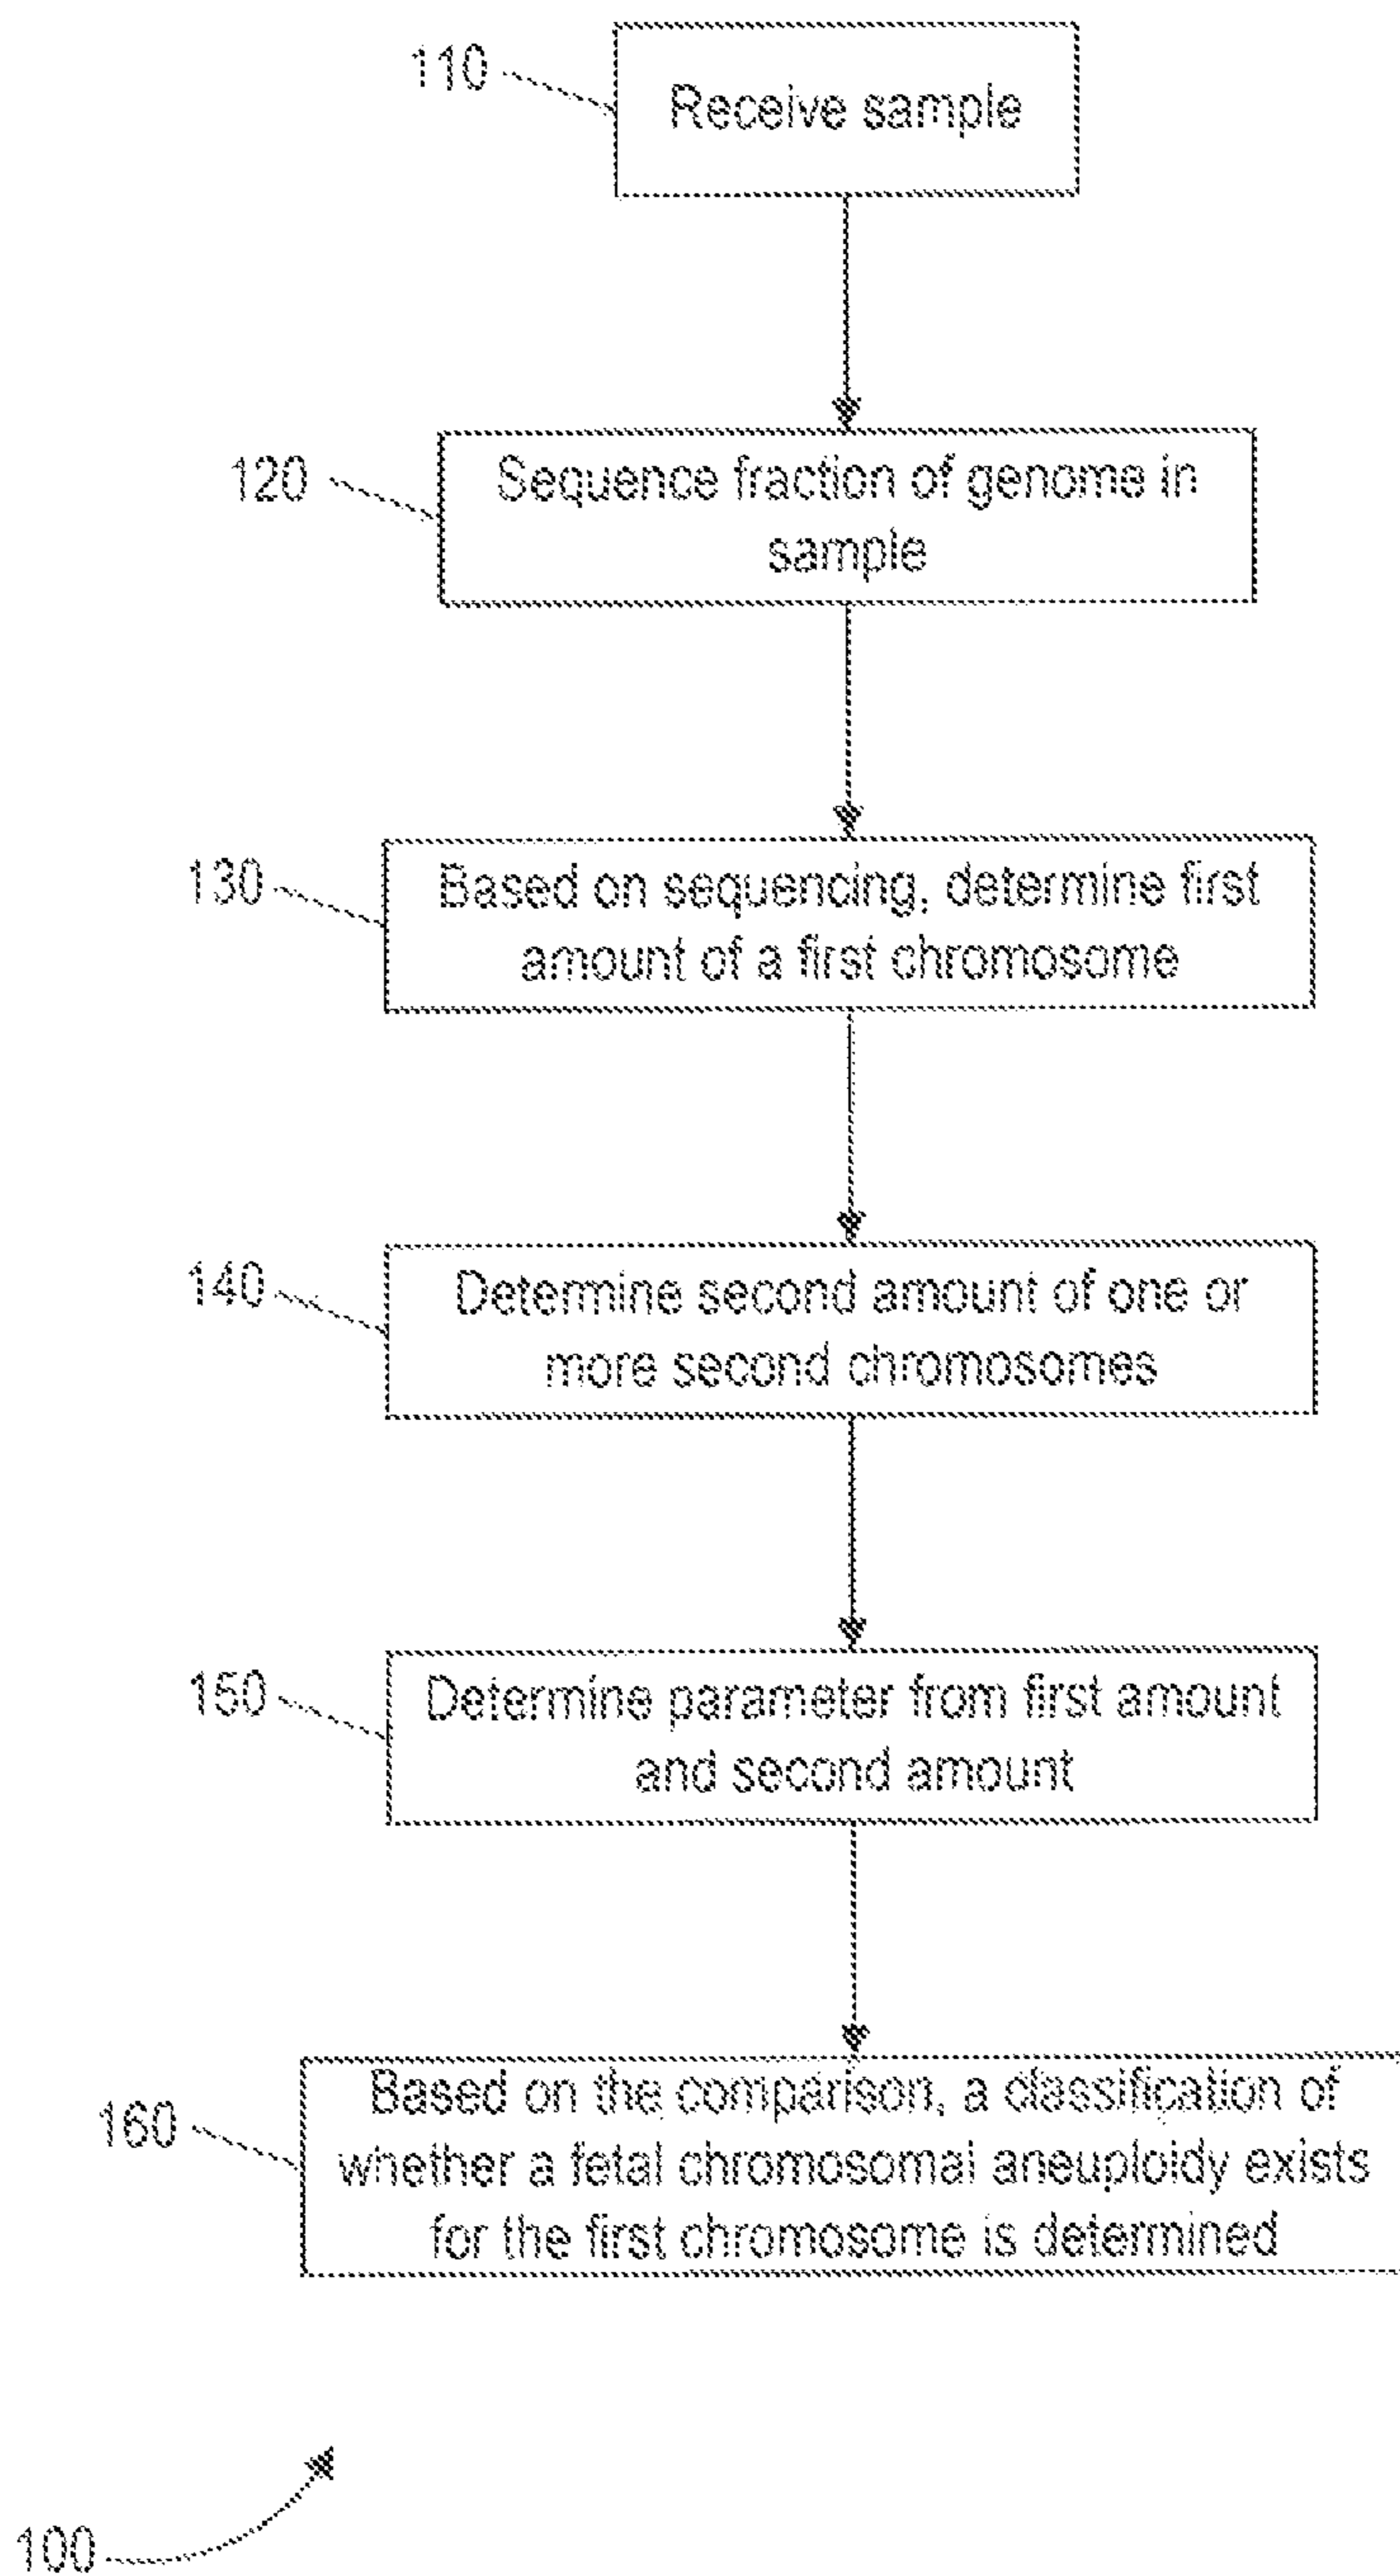 110
Receive sample
120
Sequence fraction of genome in
sample
130
Based on sequencing, determine first
amount of a first chromosome
140
Determine second amount of one or
more second chromosomes
150
Determine parameter from first amount
and second amount
160
Based on the comparison, a classification of
whether a fetal chromosomal aneuploidy exists
for the first chromosome is determined
100